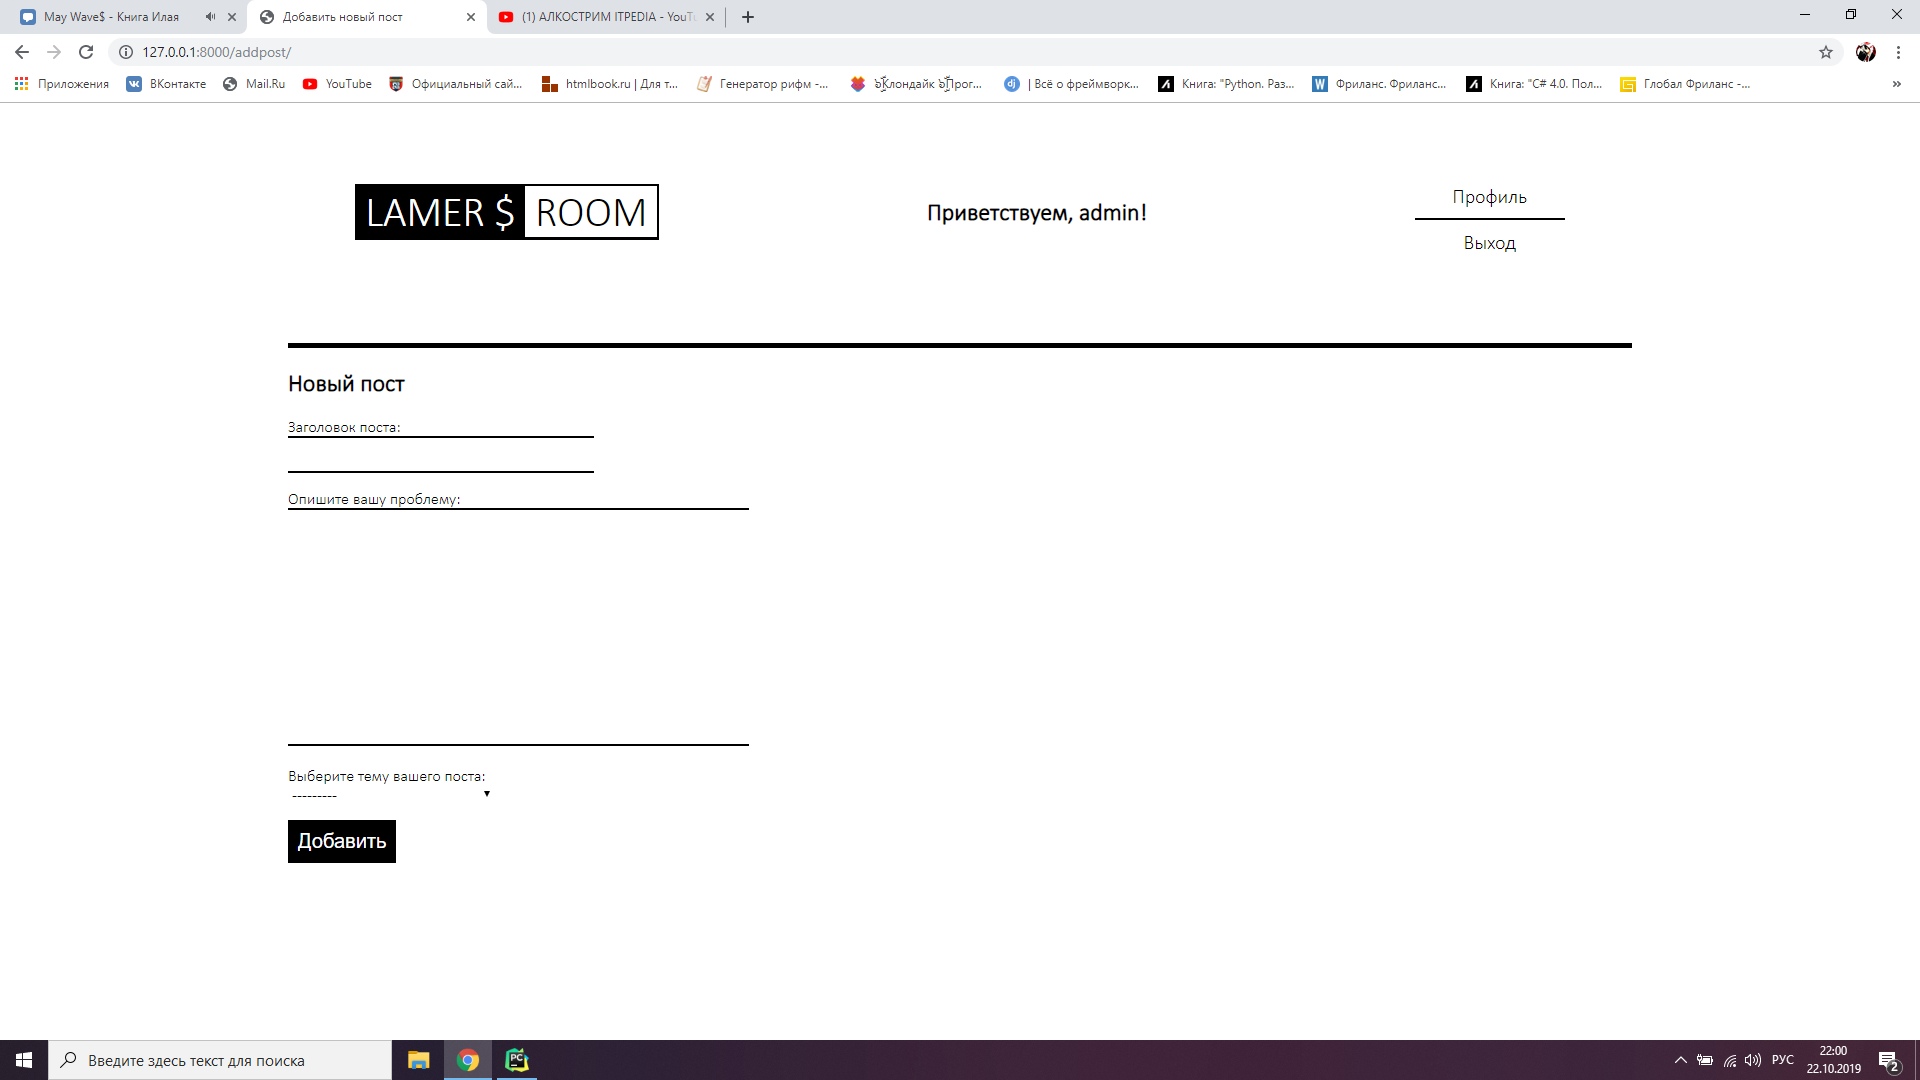 May Wave$ - Книга Илая
Добавить новый пост
(1) АЛКОСТРИМ ITPEDIA - YouTu
127.0.0.1:8000/addpost/
Приложения
ВКонтакте
Mail.Ru
YouTube
Официальный сай...
htmlbook.ru | Для т...
Генератор рифм -...
| Всё о фреймворк...
Книга: "Python. Раз...
Фриланс. Фриланс...
Книга: "C# 4.0. Пол...
Глобал Фриланс -...
LAMER $ ROOM
Приветствуем, admin!
Профиль
Выход
Новый пост
Заголовок поста:
Опишите вашу проблему:
Выберите тему вашего поста:
---------
Добавить
Введите здесь текст для поиска
РУС
22:00
22.10.2019
2